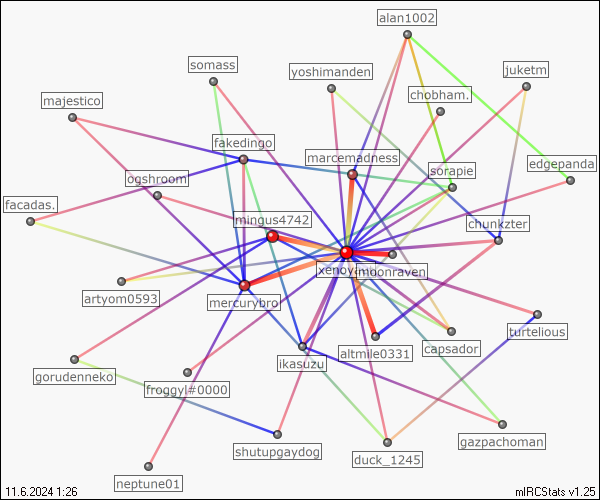 alan1002
somass
yoshimanden
juketm
majestico
chobham.
fakedingo
marcemadness
edgepanda
ogshroom
sorapie
facadas.
mingus4742
chunkzter
moonraven
artyom0593
mercurybro
turtelious
ikasuzu
altmile0331
capsador
gorudenneko
froggyl#0000
shutupgaydog
gazpachoman
duck_1245
neptune01
11.6.2024 1:26
mIRCStats v1.25